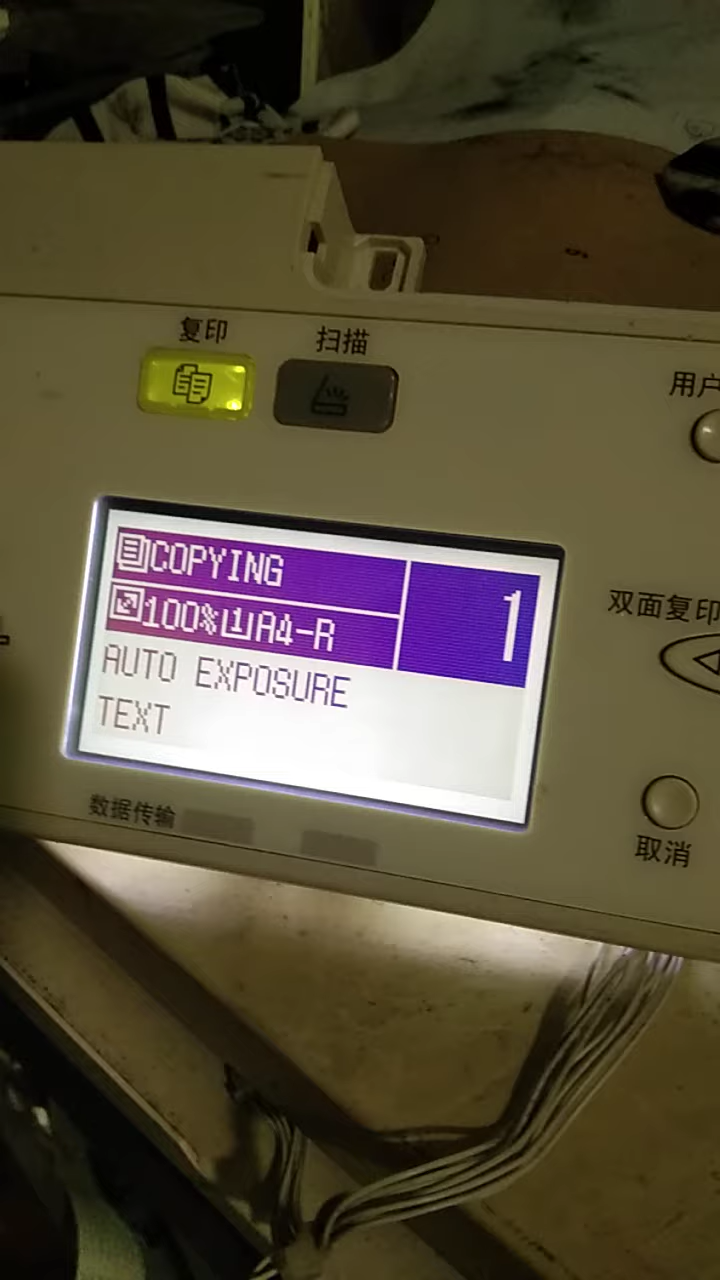 复印
扫描
用户
COPYING
1
100% 1 A4-R
AUTO EXPOSURE
TEXT
双面复印
数据传输
取消